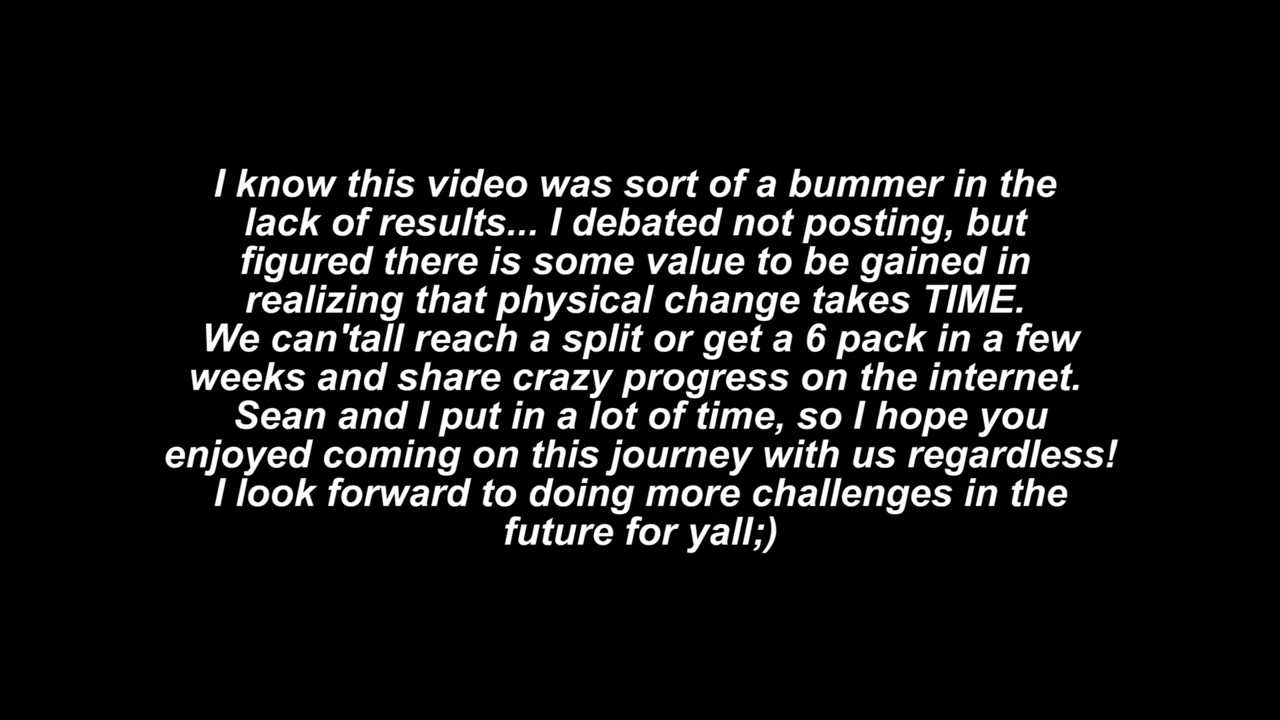 I know this video was sort of a bummer in the
lack of results... I debated not posting, but
figured there is some value to be gained in
realizing that physical change takes TIME.
We can'tall reach a split or get a 6 pack in a few
weeks and share crazy progress on the internet.
Sean and I put in a lot of time, so I hope you
enjoyed coming on this journey with us regardless!
I look forward to doing more challenges in the
future for yall;)